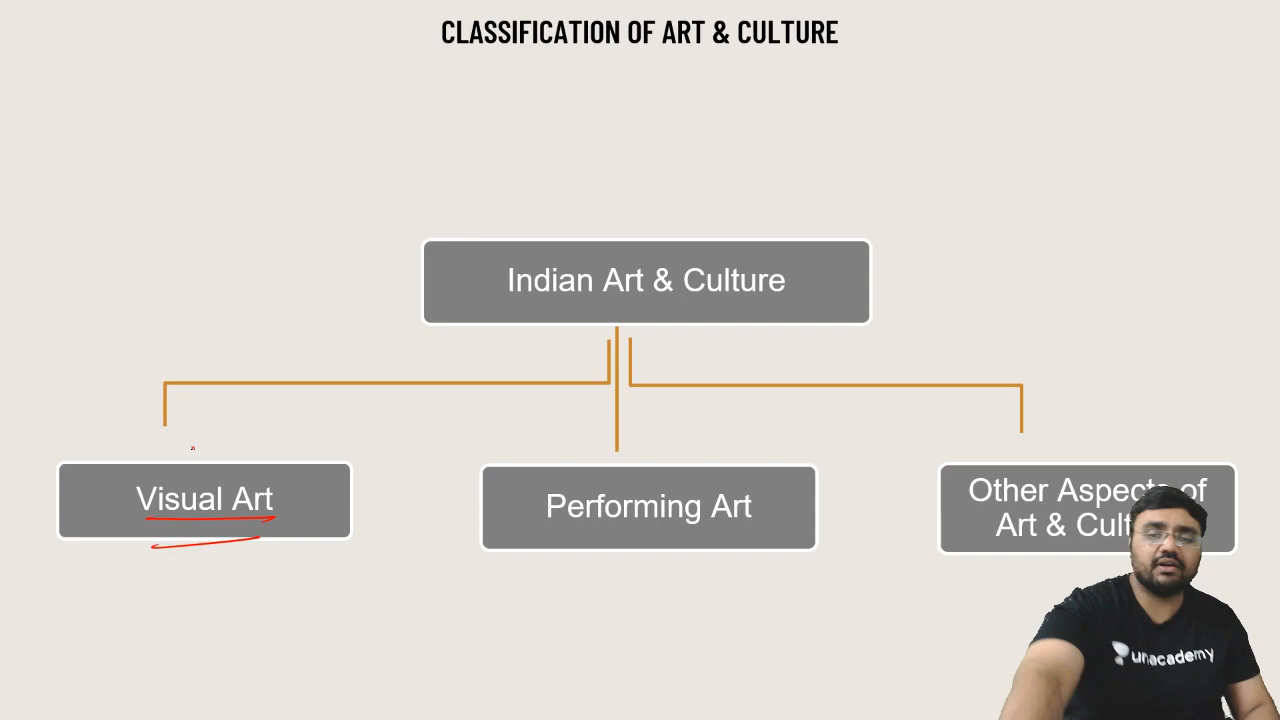 CLASSIFICATION OF ART & CULTURE
Indian Art & Culture
Visual Art
Performing Art
Other Aspects of
Art & Cult
unacademy